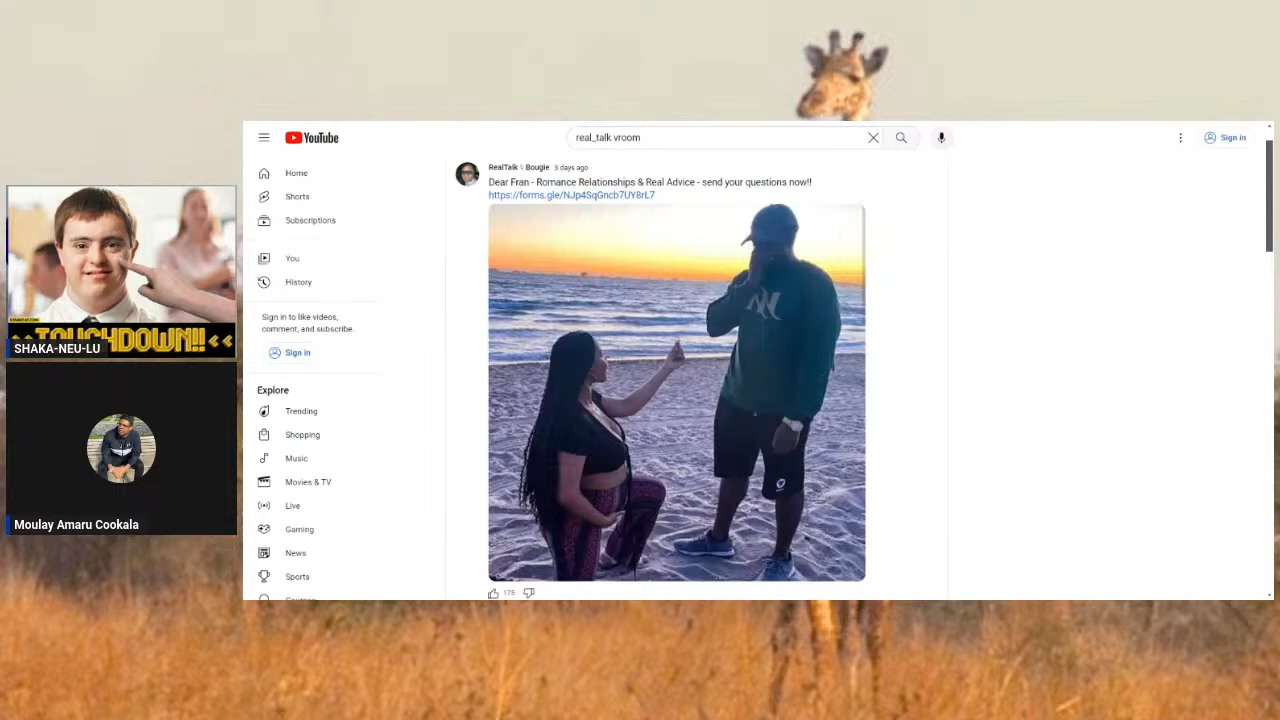 YouTube
real_talk vroom
Sign in
Home
Shorts
Subscriptions
You
History
Sign in to like videos,
comment, and subscribe.
Sign in
Explore
Trending
Shopping
Music
Movies & TV
Live
Gaming
News
Sports
RealTalk
Bougie 3 days ago
Dear Fran - Romance Relationships & Real Advice - send your questions now!!
https://forms.gle/NJp4SqGncb7UY8rL7
175
TOUCHDOWN!! <<
SHAKA-NEU-LU
Moulay Amaru Cookala